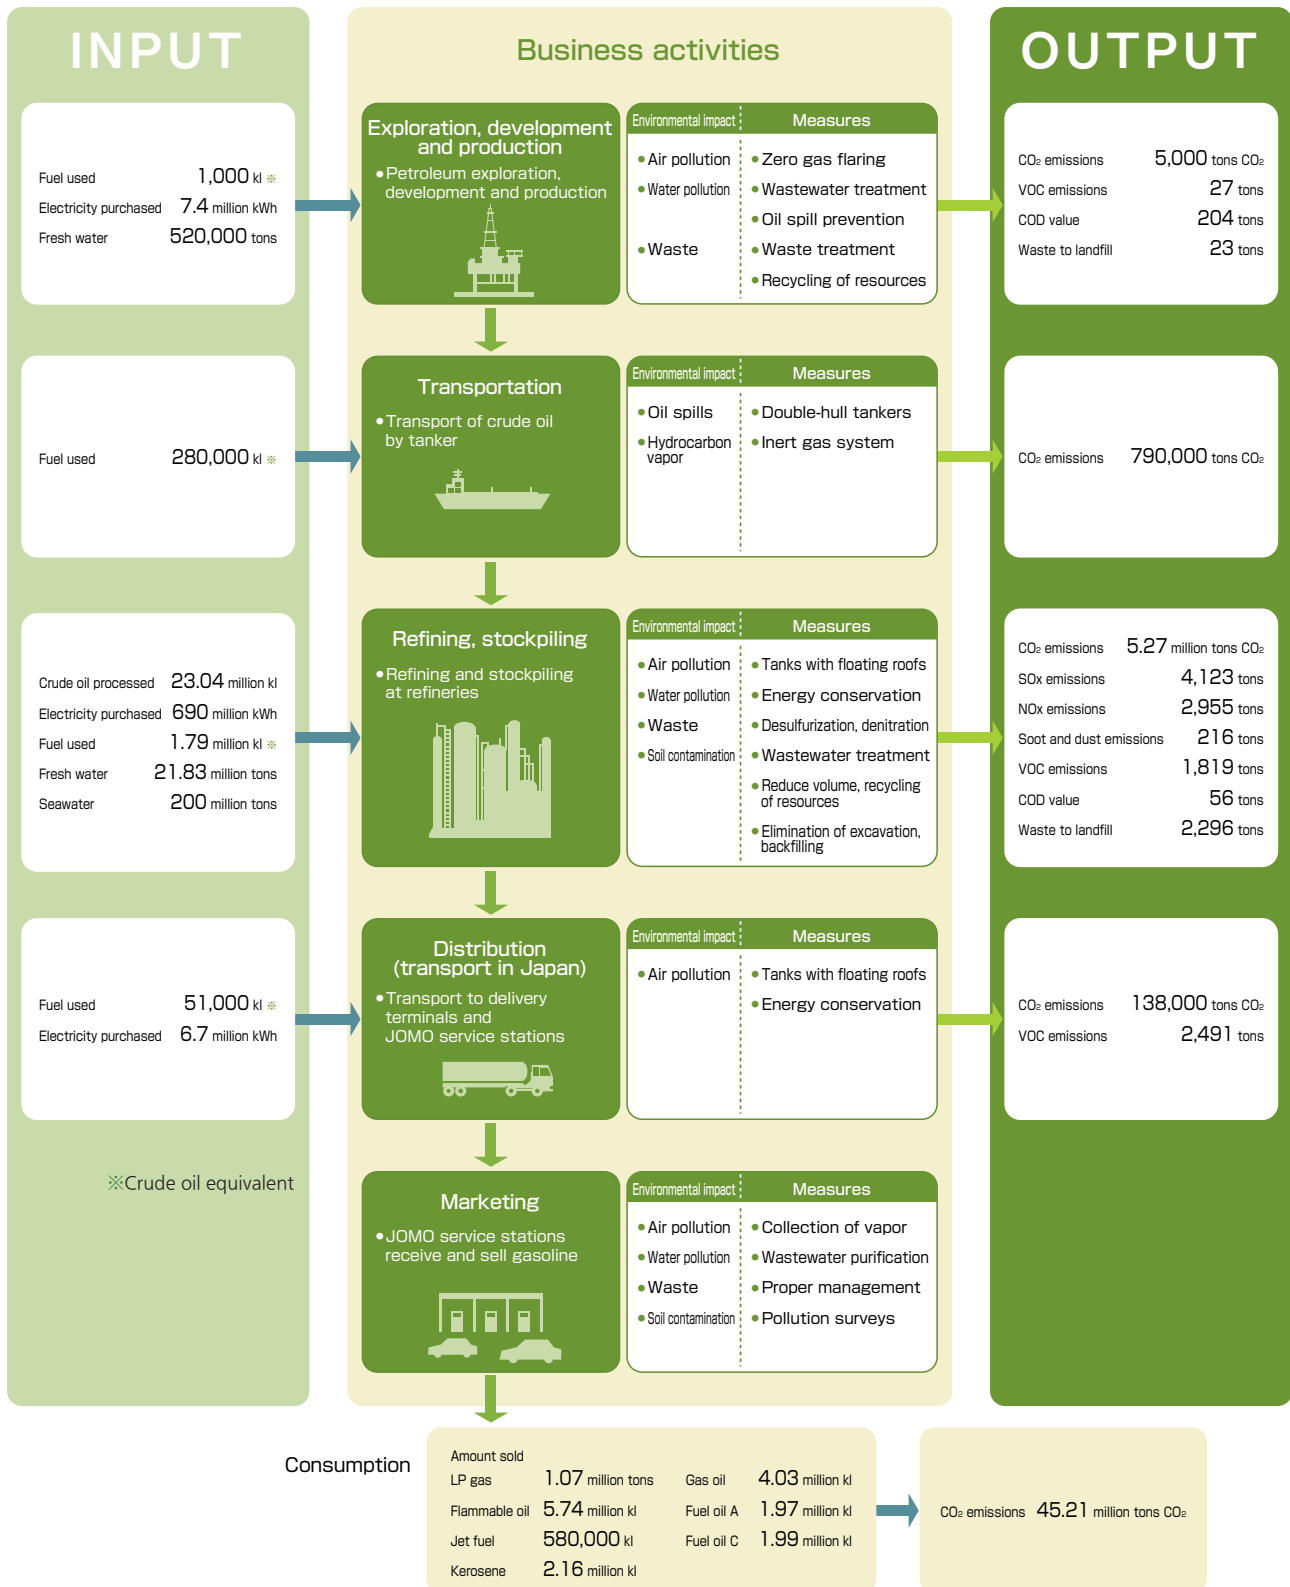 INPUT
Business activities
OUTPUT
Fuel used 1,000 kl ※
Electricity purchased 7.4 million kWh
Fresh water 520,000 tons
Exploration, development
and production
●Petroleum exploration,
development and production
Environmental impact Measures
●Air pollution ●Zero gas flaring
●Water pollution ●Wastewater treatment
●Oil spill prevention
●Waste ●Waste treatment
●Recycling of resources
CO₂ emissions 5,000 tons CO₂
VOC emissions 27 tons
COD value 204 tons
Waste to landfill 23 tons
Fuel used 280,000 kl ※
Transportation
●Transport of crude oil
by tanker
Environmental impact Measures
●Oil spills ●Double-hull tankers
●Hydrocarbon ●Inert gas system
vapor
CO₂ emissions 790,000 tons CO₂
Crude oil processed 23.04 million kl
Electricity purchased 690 million kWh
Fuel used 1.79 million kl ※
Fresh water 21.83 million tons
Seawater 200 million tons
Refining, stockpiling
●Refining and stockpiling
at refineries
Environmental impact Measures
●Air pollution ●Tanks with floating roofs
●Water pollution ●Energy conservation
●Waste ●Desulfurization, denitration
●Soil contamination ●Wastewater treatment
●Reduce volume, recycling
of resources
●Elimination of excavation,
backfilling
CO₂ emissions 5.27 million tons CO₂
SOx emissions 4,123 tons
NOx emissions 2,955 tons
Soot and dust emissions 216 tons
VOC emissions 1,819 tons
COD value 56 tons
Waste to landfill 2,296 tons
Fuel used 51,000 kl ※
Electricity purchased 6.7 million kWh
Distribution
(transport in Japan)
●Transport to delivery
terminals and
JOMO service stations
Environmental impact Measures
●Air pollution ●Tanks with floating roofs
●Energy conservation
CO₂ emissions 138,000 tons CO₂
VOC emissions 2,491 tons
※Crude oil equivalent
Marketing
●JOMO service stations
receive and sell gasoline
Environmental impact Measures
●Air pollution ●Collection of vapor
●Water pollution ●Wastewater purification
●Waste ●Proper management
●Soil contamination ●Pollution surveys
Consumption
Amount sold
LP gas 1.07 million tons Gas oil 4.03 million kl
Flammable oil 5.74 million kl Fuel oil A 1.97 million kl
Jet fuel 580,000 kl Fuel oil C 1.99 million kl
Kerosene 2.16 million kl
CO₂ emissions 45.21 million tons CO₂